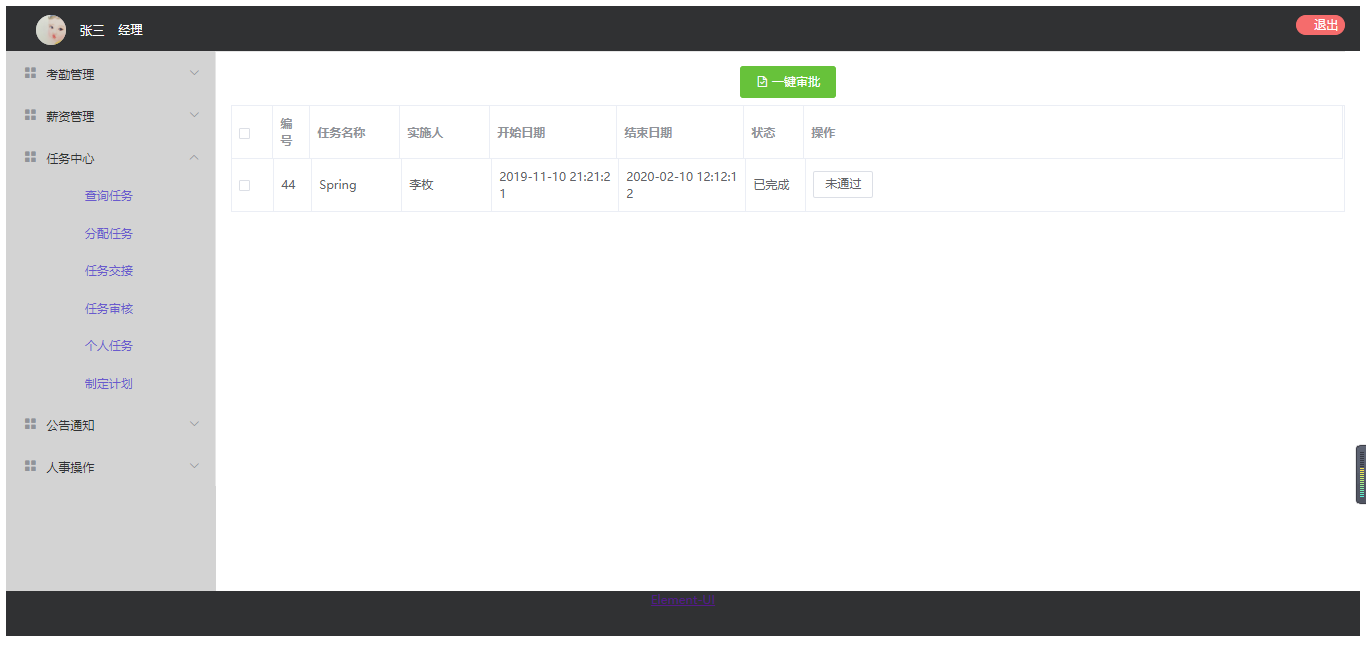 张三 经理
退出
考勤管理
薪资管理
任务中心
查询任务
分配任务
任务交接
任务审核
个人任务
制定计划
公告通知
人事操作
一键审批
编
号
任务名称
实施人
开始日期
结束日期
状态
操作
44
Spring
李枚
2019-11-10 21:21:2
1
2020-02-10 12:12:1
2
已完成
未通过
Element-UI